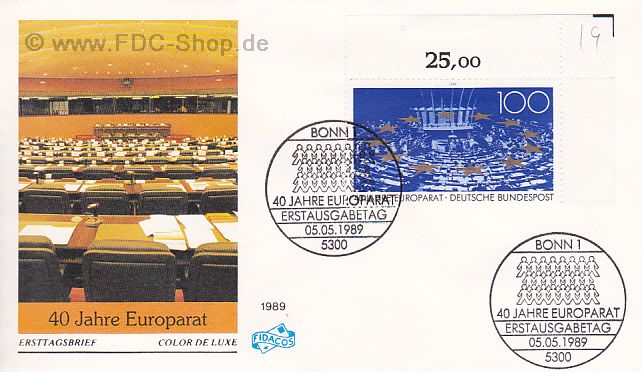 © www.FDC-Shop.de
19
25,00
100
40 JAHRE EUROPARAT · DEUTSCHE BUNDESPOST
BONN 1
40 JAHRE EUROPARAT
ERSTAUSGABETAG
05.05.1989
5300
BONN 1
40 JAHRE EUROPARAT
ERSTAUSGABETAG
05.05.1989
5300
40 Jahre Europarat
ERSTTAGSBRIEF COLOR DE LUXE
1989
FIDACOS